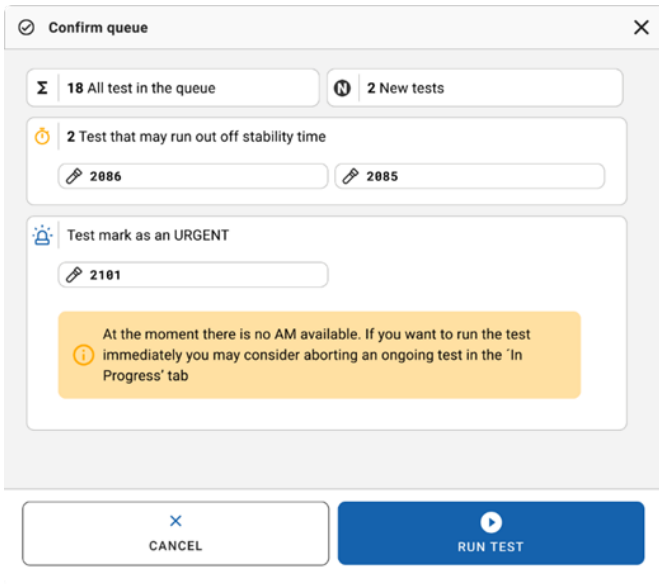 Confirm queue
Σ 18 All test in the queue
N 2 New tests
2 Test that may run out off stability time
2086
2085
Test mark as an URGENT
2101
At the moment there is no AM available. If you want to run the test
immediately you may consider aborting an ongoing test in the ´In
Progress’ tab
CANCEL
RUN TEST